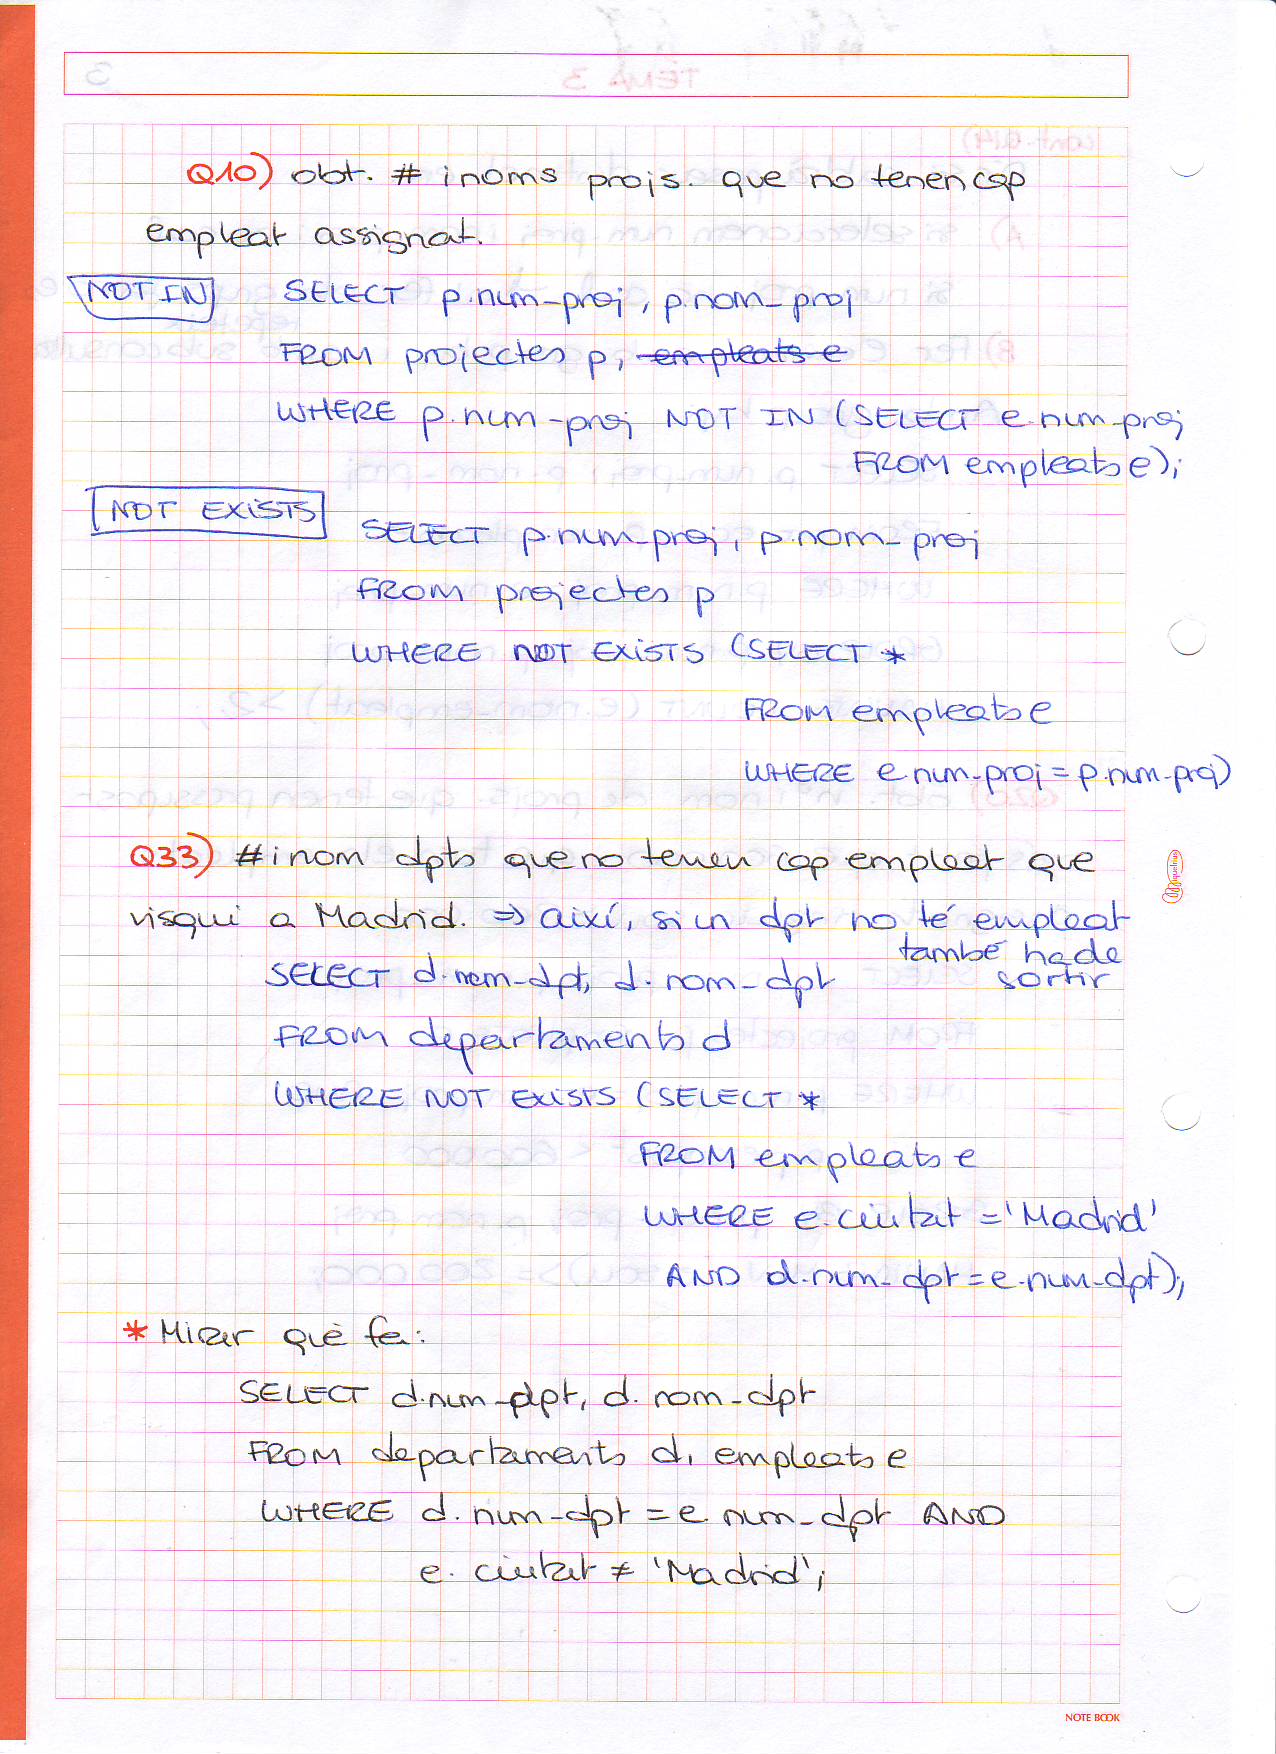 Q10) obt. # i noms projs. que no tenen cap
empleat assignat.
NOT IN SELECT p.num_proj, p.nom_proj
FROM projectes p, empleats e
WHERE p.num_proj NOT IN (SELECT e.num_proj
FROM empleats e);
NOT EXISTS
SELECT p.num_proj, p.nom_proj
FROM projectes p
WHERE NOT EXISTS (SELECT *
FROM empleats e
WHERE e.num_proj = p.num_proj)
Q33) # i nom dpts que no tenen cap empleat que
visqui a Madrid. => així, si un dpt no té empleat
també ha de
sortir
SELECT d.num_dpt, d.nom_dpt
FROM departaments d
WHERE NOT EXISTS (SELECT *
FROM empleats e
WHERE e.ciutat = 'Madrid'
AND d.num_dpt = e.num_dpt);
* Mirar què fa:
SELECT d.num_dpt, d.nom_dpt
FROM departaments d, empleats e
WHERE d.num_dpt = e.num_dpt AND
e.ciutat ≠ 'Madrid';
NOTE BOOK